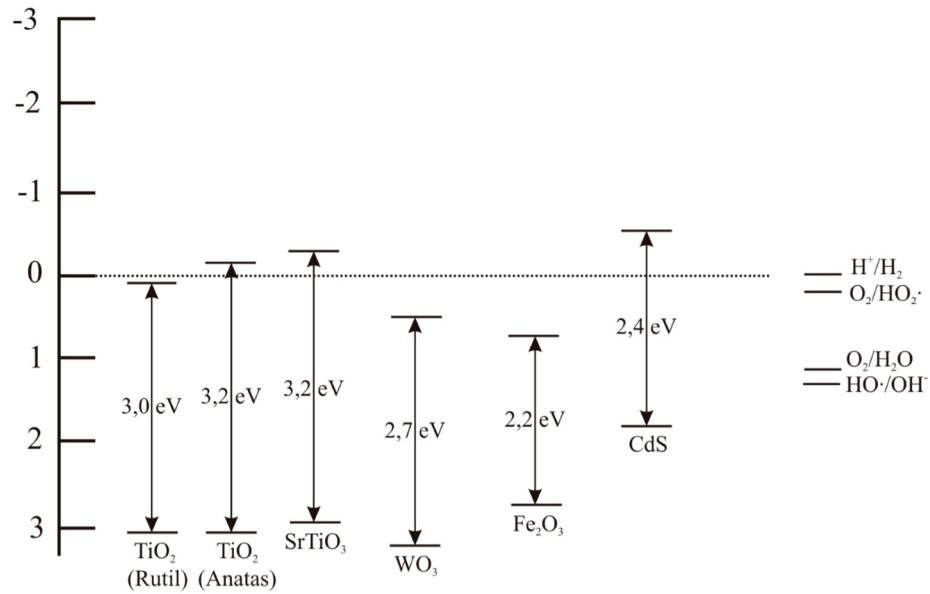 -3
-2
-1
0
1
2
3
3,0 eV
3,2 eV
3,2 eV
2,7 eV
2,2 eV
2,4 eV
TiO₂
(Rutil)
TiO₂
(Anatas)
SrTiO₃
WO₃
Fe₂O₃
CdS
H⁺/H₂
O₂/HO₂·
O₂/H₂O
HO·/OH⁻